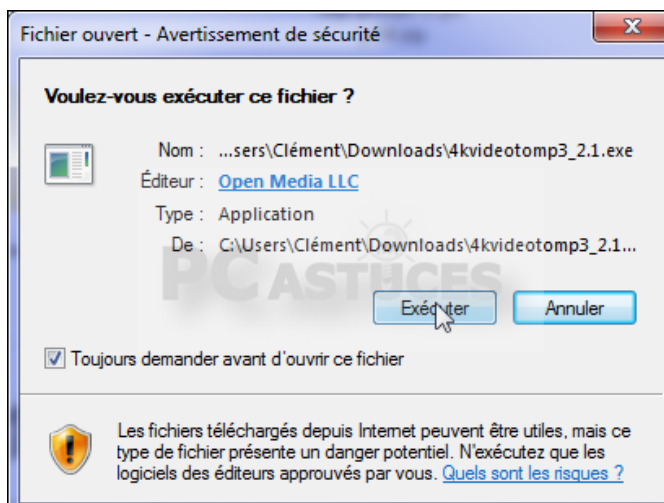 Fichier ouvert - Avertissement de sécurité
Voulez-vous exécuter ce fichier ?
Nom : ...sers\Clément\Downloads\4kvideotomp3_2.1.exe
Éditeur : Open Media LLC
Type : Application
De : C:\Users\Clément\Downloads\4kvideotomp3_2.1...
PC ASTUCES
Exécuter Annuler
Toujours demander avant d'ouvrir ce fichier
Les fichiers téléchargés depuis Internet peuvent être utiles, mais ce
type de fichier présente un danger potentiel. N'exécutez que les
logiciels des éditeurs approuvés par vous. Quels sont les risques ?